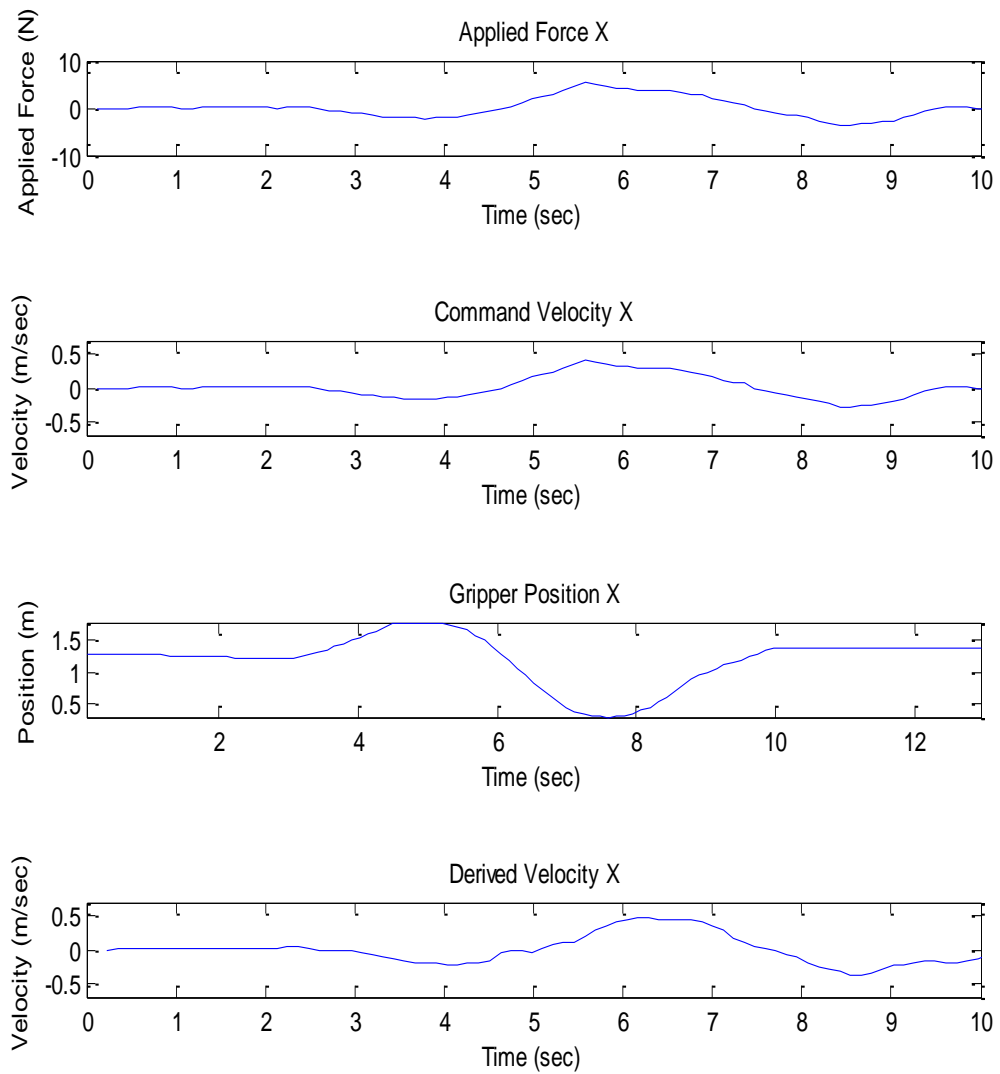 Applied Force X
Applied Force (N)
10
0
-10
0 1 2 3 4 5 6 7 8 9 10
Time (sec)
Command Velocity X
Velocity (m/sec)
0.5
0
-0.5
0 1 2 3 4 5 6 7 8 9 10
Time (sec)
Gripper Position X
Position (m)
1.5
1
0.5
2 4 6 8 10 12
Time (sec)
Derived Velocity X
Velocity (m/sec)
0.5
0
-0.5
0 1 2 3 4 5 6 7 8 9 10
Time (sec)